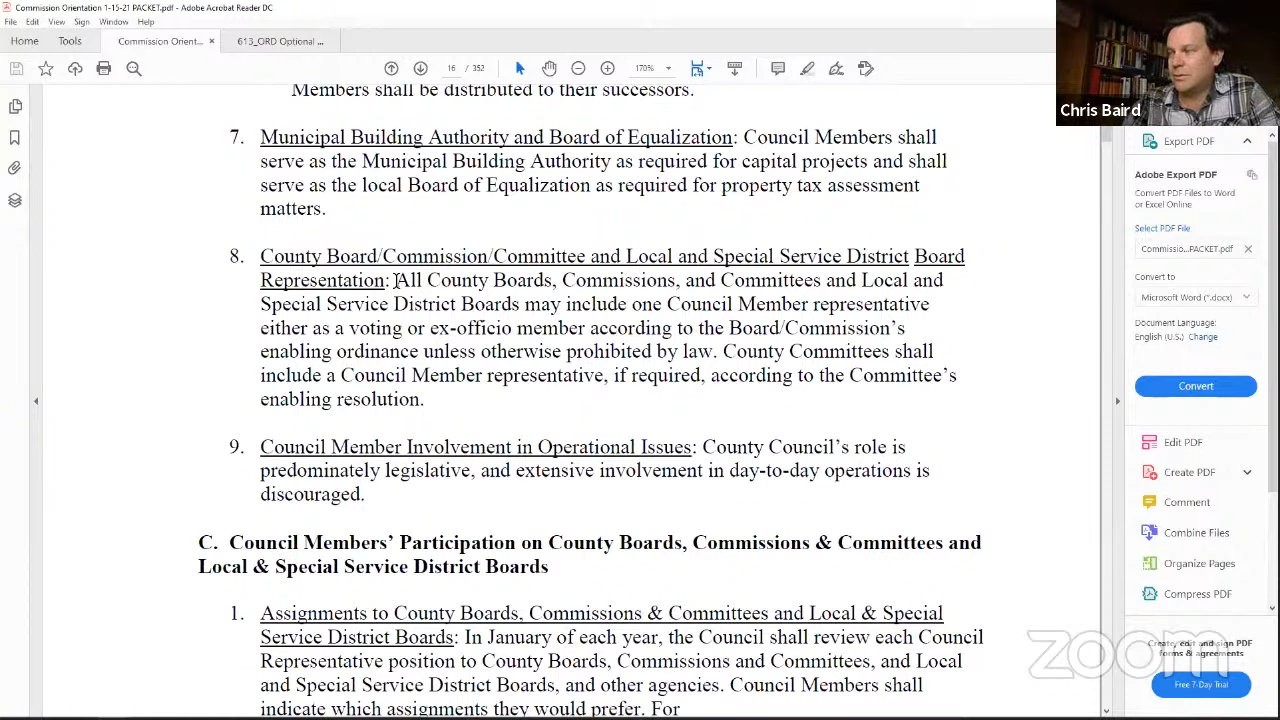 Commission Orientation 1-15-21 PACKET.pdf - Adobe Acrobat Reader DC
File Edit View Sign Window Help
Home Tools Commission Orient... × 613_ORD Optional ...
16 / 352 170%
Members shall be distributed to their successors.
7. Municipal Building Authority and Board of Equalization: Council Members shall
serve as the Municipal Building Authority as required for capital projects and shall
serve as the local Board of Equalization as required for property tax assessment
matters.
8. County Board/Commission/Committee and Local and Special Service District Board
Representation: All County Boards, Commissions, and Committees and Local and
Special Service District Boards may include one Council Member representative
either as a voting or ex-officio member according to the Board/Commission's
enabling ordinance unless otherwise prohibited by law. County Committees shall
include a Council Member representative, if required, according to the Committee's
enabling resolution.
9. Council Member Involvement in Operational Issues: County Council's role is
predominately legislative, and extensive involvement in day-to-day operations is
discouraged.
C. Council Members' Participation on County Boards, Commissions & Committees and
Local & Special Service District Boards
1. Assignments to County Boards, Commissions & Committees and Local & Special
Service District Boards: In January of each year, the Council shall review each Council
Representative position to County Boards, Commissions and Committees, and Local
and Special Service District Boards, and other agencies. Council Members shall
indicate which assignments they would prefer. For
Chris Baird
Export PDF
Adobe Export PDF
Convert PDF Files to Word
or Excel Online
Select PDF File
Commissio...PACKET.pdf ×
Convert to
Microsoft Word (*.docx)
Document Language:
English (U.S.) Change
Convert
Edit PDF
Create PDF
Comment
Combine Files
Organize Pages
Compress PDF
Create, edit and sign PDF
forms & agreements
Free 7-Day Trial
zoom